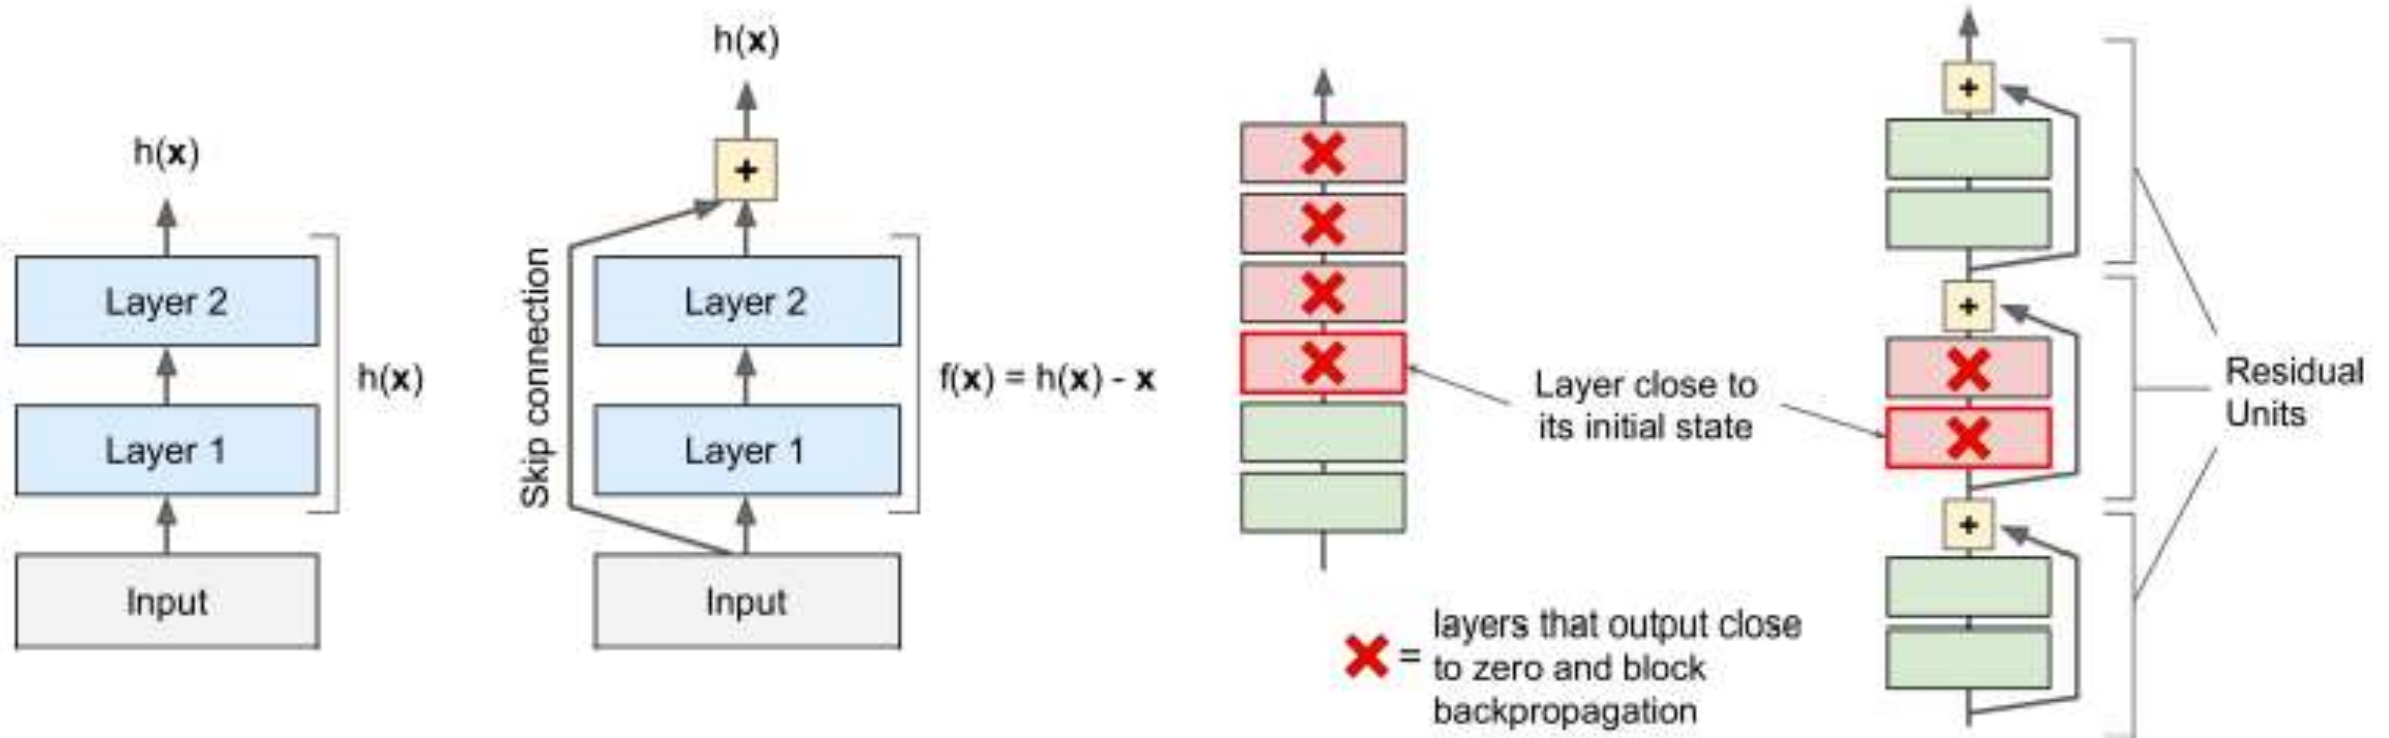 h(x)
Layer 2
Layer 1
Input
h(x)
h(x)
+
Skip connection
Layer 2
Layer 1
Input
f(x) = h(x) - x
Layer close to
its initial state
= layers that output close
to zero and block
backpropagation
+
+
+
Residual
Units